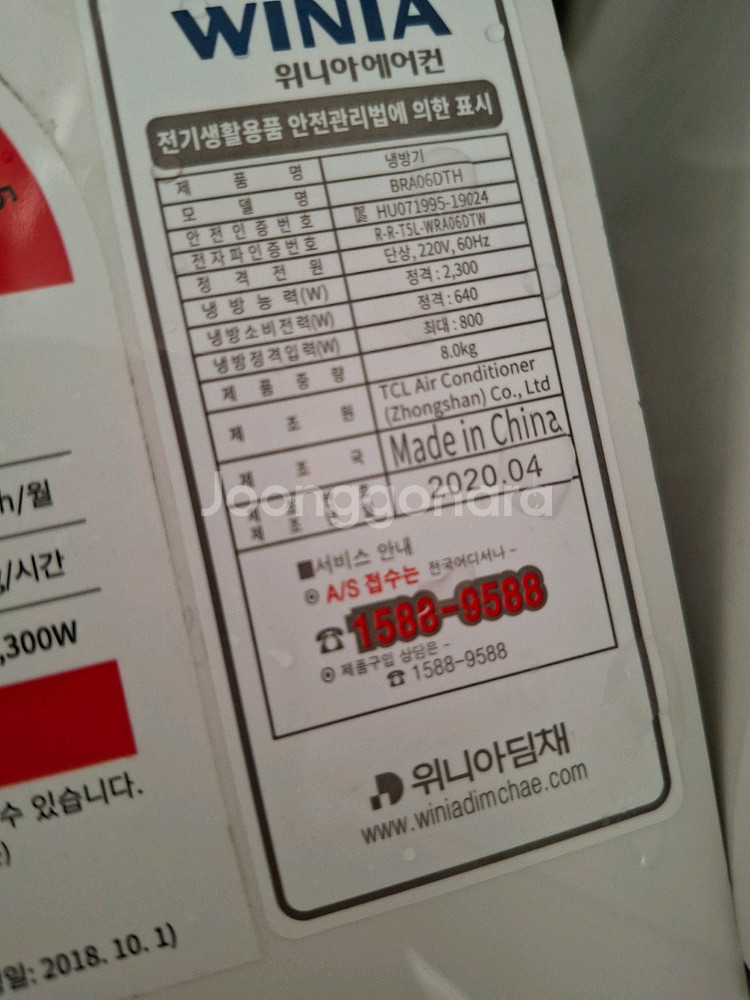 WINIA
위니아에어컨
전기생활용품 안전관리법에 의한 표시
제품명 냉방기
모델명 BRA06DTH
안전인증번호 HU071995-19024
전자파인증번호 R-R-T5L-WRA06DTW
정격전원 단상, 220V, 60Hz
냉방능력(W) 정격 : 2,300
냉방소비전력(W) 정격 : 640
냉방정격입력(W) 최대 : 800
제품중량 8.0kg
제조원 TCL Air Conditioner
(Zhongshan) Co., Ltd
제조국 Made in China
제조 2020.04
Joonggonara
■서비스 안내
◉ A/S 접수는 전국어디서나 -
☎1588-9588
◉ 제품구입 상담은 -
☎ 1588-9588
위니아딤채
www.winiadimchae.com
5
h/월
/시간
,300W
수 있습니다.
)
일: 2018. 10. 1)